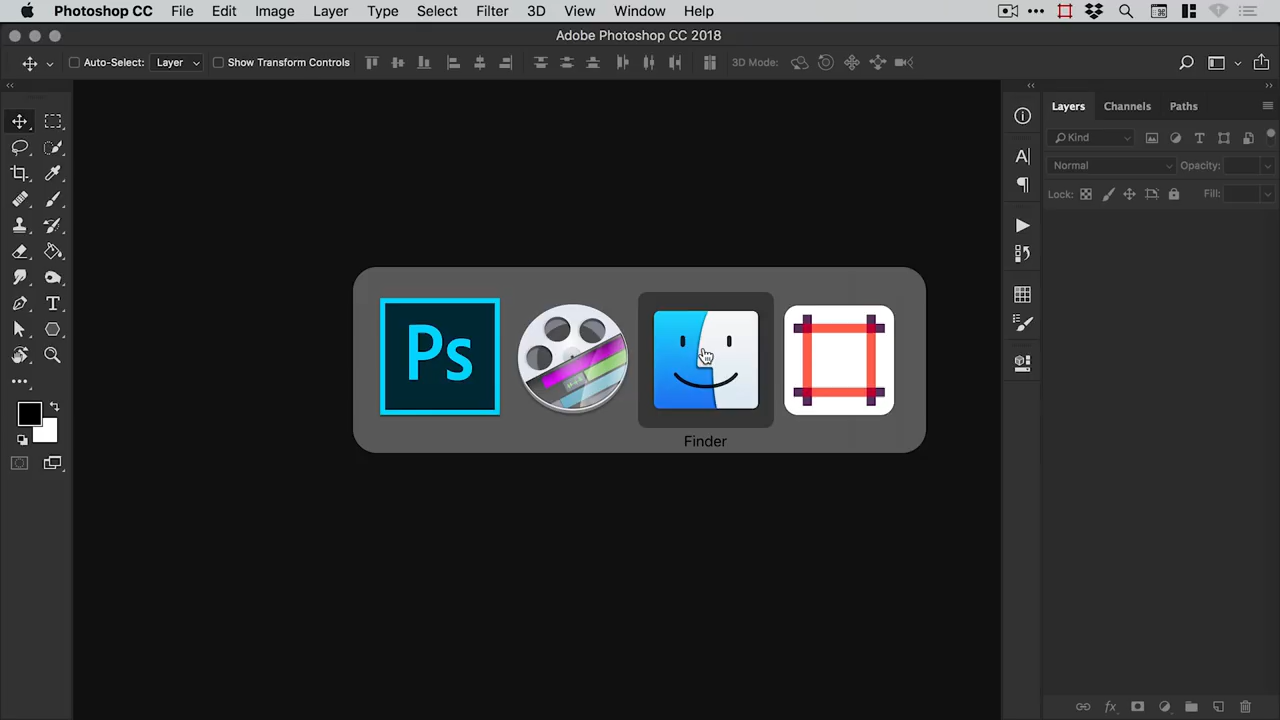 Photoshop CC File Edit Image Layer Type Select Filter 3D View Window Help
Adobe Photoshop CC 2018
Auto-Select: Layer Show Transform Controls 3D Mode:
Layers Channels Paths
Kind
Normal Opacity:
Lock: Fill:
Ps
Finder